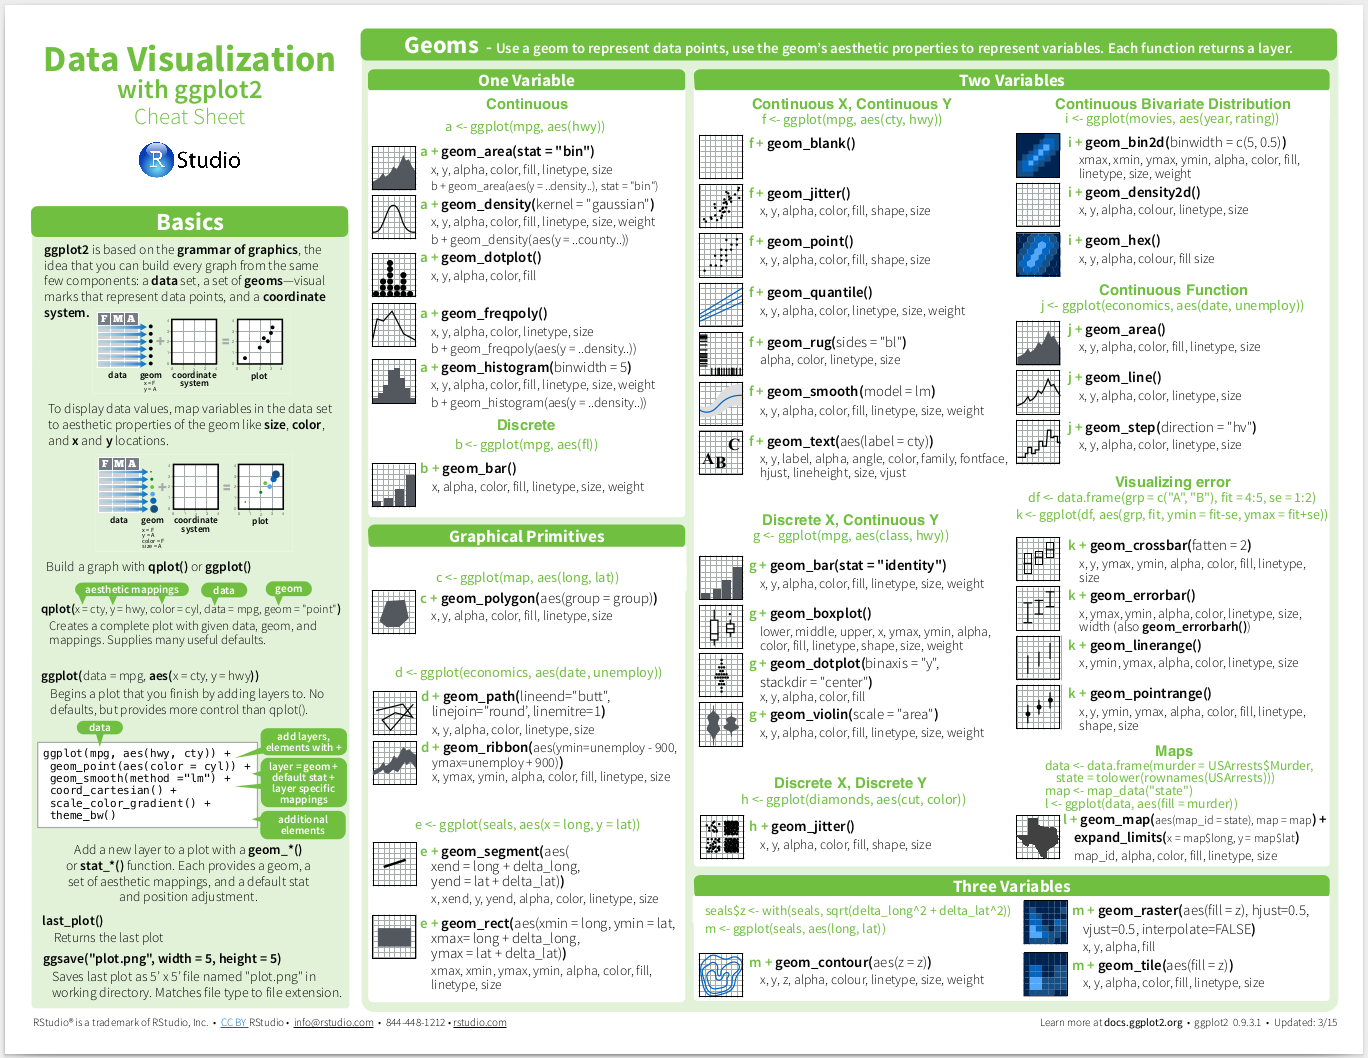 Data Visualization
with ggplot2
Cheat Sheet
R Studio
Basics
ggplot2 is based on the grammar of graphics, the
idea that you can build every graph from the same
few components: a data set, a set of geoms—visual
marks that represent data points, and a coordinate
system.
F M A
data
geom
x = F
y = A
coordinate
system
plot
To display data values, map variables in the data set
to aesthetic properties of the geom like size, color,
and x and y locations.
F M A
data
geom
x = F
y = A
color = F
size = A
coordinate
system
plot
Build a graph with qplot() or ggplot()
aesthetic mappings data geom
qplot(x = cty, y = hwy, color = cyl, data = mpg, geom = "point")
Creates a complete plot with given data, geom, and
mappings. Supplies many useful defaults.
ggplot(data = mpg, aes(x = cty, y = hwy))
Begins a plot that you finish by adding layers to. No
defaults, but provides more control than qplot().
data
ggplot(mpg, aes(hwy, cty)) +
geom_point(aes(color = cyl)) +
geom_smooth(method ="lm") +
coord_cartesian() +
scale_color_gradient() +
theme_bw()
add layers,
elements with +
layer = geom +
default stat +
layer specific
mappings
additional
elements
Add a new layer to a plot with a geom_*()
or stat_*() function. Each provides a geom, a
set of aesthetic mappings, and a default stat
and position adjustment.
last_plot()
Returns the last plot
ggsave("plot.png", width = 5, height = 5)
Saves last plot as 5' x 5' file named "plot.png" in
working directory. Matches file type to file extension.
Geoms - Use a geom to represent data points, use the geom's aesthetic properties to represent variables. Each function returns a layer.
One Variable
Continuous
a <- ggplot(mpg, aes(hwy))
a + geom_area(stat = "bin")
x, y, alpha, color, fill, linetype, size
b + geom_area(aes(y = ..density..), stat = "bin")
a + geom_density(kernel = "gaussian")
x, y, alpha, color, fill, linetype, size, weight
b + geom_density(aes(y = ..county..))
a + geom_dotplot()
x, y, alpha, color, fill
a + geom_freqpoly()
x, y, alpha, color, linetype, size
b + geom_freqpoly(aes(y = ..density..))
a + geom_histogram(binwidth = 5)
x, y, alpha, color, fill, linetype, size, weight
b + geom_histogram(aes(y = ..density..))
Discrete
b <- ggplot(mpg, aes(fl))
b + geom_bar()
x, alpha, color, fill, linetype, size, weight
Graphical Primitives
c <- ggplot(map, aes(long, lat))
c + geom_polygon(aes(group = group))
x, y, alpha, color, fill, linetype, size
d <- ggplot(economics, aes(date, unemploy))
d + geom_path(lineend="butt",
linejoin="round', linemitre=1)
x, y, alpha, color, linetype, size
d + geom_ribbon(aes(ymin=unemploy - 900,
ymax=unemploy + 900))
x, ymax, ymin, alpha, color, fill, linetype, size
e <- ggplot(seals, aes(x = long, y = lat))
e + geom_segment(aes(
xend = long + delta_long,
yend = lat + delta_lat))
x, xend, y, yend, alpha, color, linetype, size
e + geom_rect(aes(xmin = long, ymin = lat,
xmax= long + delta_long,
ymax = lat + delta_lat))
xmax, xmin, ymax, ymin, alpha, color, fill,
linetype, size
Two Variables
Continuous X, Continuous Y
f <- ggplot(mpg, aes(cty, hwy))
f + geom_blank()
f + geom_jitter()
x, y, alpha, color, fill, shape, size
f + geom_point()
x, y, alpha, color, fill, shape, size
f + geom_quantile()
x, y, alpha, color, linetype, size, weight
f + geom_rug(sides = "bl")
alpha, color, linetype, size
f + geom_smooth(model = lm)
x, y, alpha, color, fill, linetype, size, weight
A B C
f + geom_text(aes(label = cty))
x, y, label, alpha, angle, color, family, fontface,
hjust, lineheight, size, vjust
Discrete X, Continuous Y
g <- ggplot(mpg, aes(class, hwy))
g + geom_bar(stat = "identity")
x, y, alpha, color, fill, linetype, size, weight
g + geom_boxplot()
lower, middle, upper, x, ymax, ymin, alpha,
color, fill, linetype, shape, size, weight
g + geom_dotplot(binaxis = "y",
stackdir = "center")
x, y, alpha, color, fill
g + geom_violin(scale = "area")
x, y, alpha, color, fill, linetype, size, weight
Discrete X, Discrete Y
h <- ggplot(diamonds, aes(cut, color))
h + geom_jitter()
x, y, alpha, color, fill, shape, size
Continuous Bivariate Distribution
i <- ggplot(movies, aes(year, rating))
i + geom_bin2d(binwidth = c(5, 0.5))
xmax, xmin, ymax, ymin, alpha, color, fill,
linetype, size, weight
i + geom_density2d()
x, y, alpha, colour, linetype, size
i + geom_hex()
x, y, alpha, colour, fill size
Continuous Function
j <- ggplot(economics, aes(date, unemploy))
j + geom_area()
x, y, alpha, color, fill, linetype, size
j + geom_line()
x, y, alpha, color, linetype, size
j + geom_step(direction = "hv")
x, y, alpha, color, linetype, size
Visualizing error
df <- data.frame(grp = c("A", "B"), fit = 4:5, se = 1:2)
k <- ggplot(df, aes(grp, fit, ymin = fit-se, ymax = fit+se))
k + geom_crossbar(fatten = 2)
x, y, ymax, ymin, alpha, color, fill, linetype,
size
k + geom_errorbar()
x, ymax, ymin, alpha, color, linetype, size,
width (also geom_errorbarh())
k + geom_linerange()
x, ymin, ymax, alpha, color, linetype, size
k + geom_pointrange()
x, y, ymin, ymax, alpha, color, fill, linetype,
shape, size
Maps
data <- data.frame(murder = USArrests$Murder,
state = tolower(rownames(USArrests)))
map <- map_data("state")
l <- ggplot(data, aes(fill = murder))
l + geom_map(aes(map_id = state), map = map) +
expand_limits(x = map$long, y = map$lat)
map_id, alpha, color, fill, linetype, size
Three Variables
seals$z <- with(seals, sqrt(delta_long^2 + delta_lat^2))
m <- ggplot(seals, aes(long, lat))
m + geom_contour(aes(z = z))
x, y, z, alpha, colour, linetype, size, weight
m + geom_raster(aes(fill = z), hjust=0.5,
vjust=0.5, interpolate=FALSE)
x, y, alpha, fill
m + geom_tile(aes(fill = z))
x, y, alpha, color, fill, linetype, size
RStudio® is a trademark of RStudio, Inc. • CC BY RStudio • info@rstudio.com • 844-448-1212 • rstudio.com
Learn more at docs.ggplot2.org • ggplot2 0.9.3.1 • Updated: 3/15